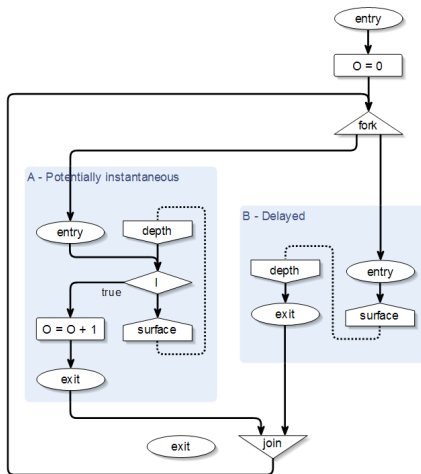 entry
O = 0
fork
A - Potentially instantaneous
entry
depth
I
true
O = O + 1
surface
exit
B - Delayed
depth
entry
exit
surface
exit
join